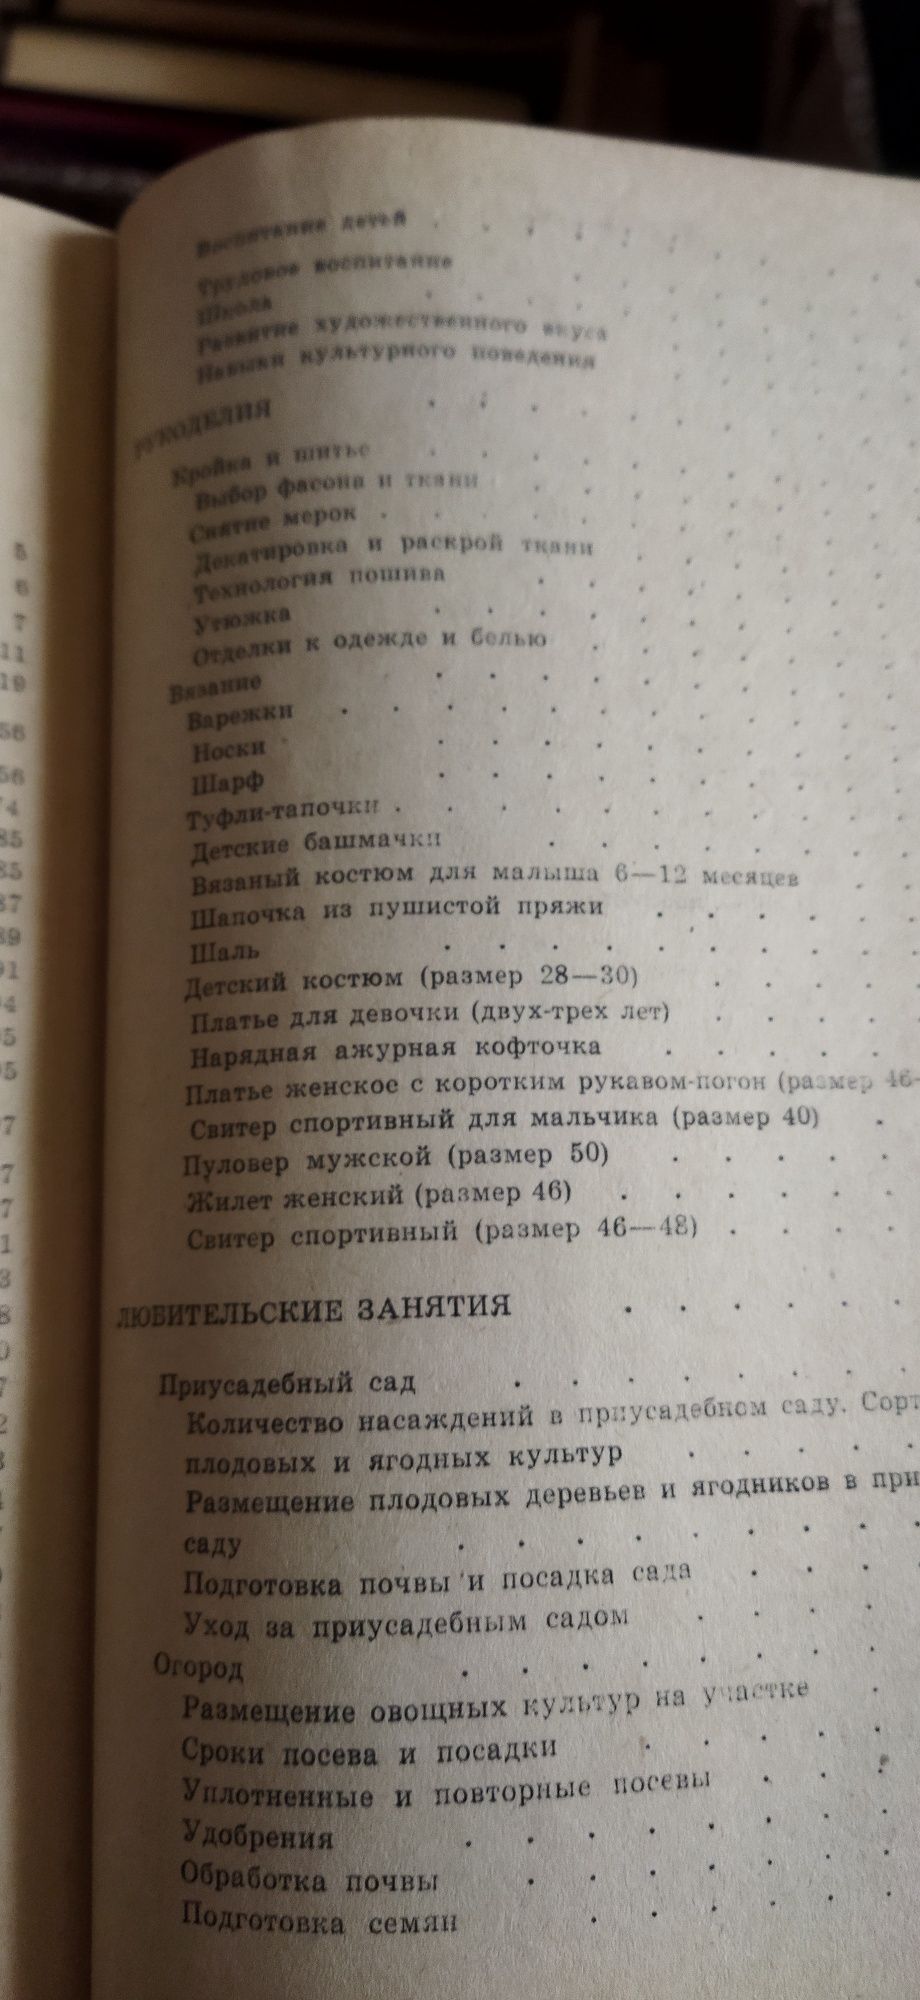 Воспитание детей
Трудовое воспитание
Школа
Развитие художественного вкуса
Навыки культурного поведения
РУКОДЕЛИЯ
Кройка и шитье
Выбор фасона и ткани
Снятие мерок
Декатировка и раскрой ткани
Технология пошива
Утюжка
Отделки к одежде и белью
Вязание
Варежки
Носки
Шарф
Туфли-тапочки
Детские башмачки
Вязаный костюм для малыша 6—12 месяцев
Шапочка из пушистой пряжи
Шаль
Детский костюм (размер 28—30)
Платье для девочки (двух-трех лет)
Нарядная ажурная кофточка
Платье женское с коротким рукавом-погон (размер 46-
Свитер спортивный для мальчика (размер 40)
Пуловер мужской (размер 50)
Жилет женский (размер 46)
Свитер спортивный (размер 46—48)
ЛЮБИТЕЛЬСКИЕ ЗАНЯТИЯ
Приусадебный сад
Количество насаждений в приусадебном саду. Сорт
плодовых и ягодных культур
Размещение плодовых деревьев и ягодников в при
саду
Подготовка почвы и посадка сада
Уход за приусадебным садом
Огород
Размещение овощных культур на участке
Сроки посева и посадки
Уплотненные и повторные посевы
Удобрения
Обработка почвы
Подготовка семян